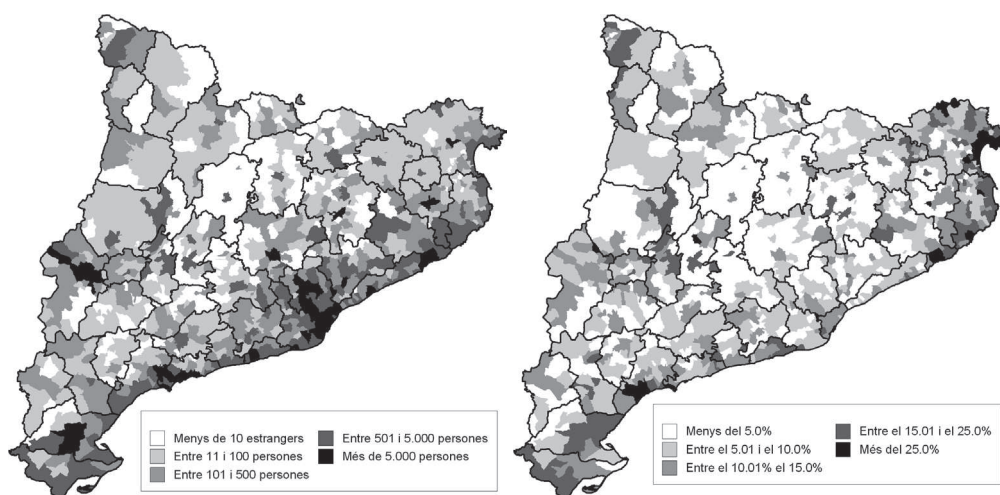 Menys de 10 estrangers
Entre 11 i 100 persones
Entre 101 i 500 persones
Entre 501 i 5.000 persones
Més de 5.000 persones
Menys del 5.0%
Entre el 5.01 i el 10.0%
Entre el 10.01% el 15.0%
Entre el 15.01 i el 25.0%
Més del 25.0%